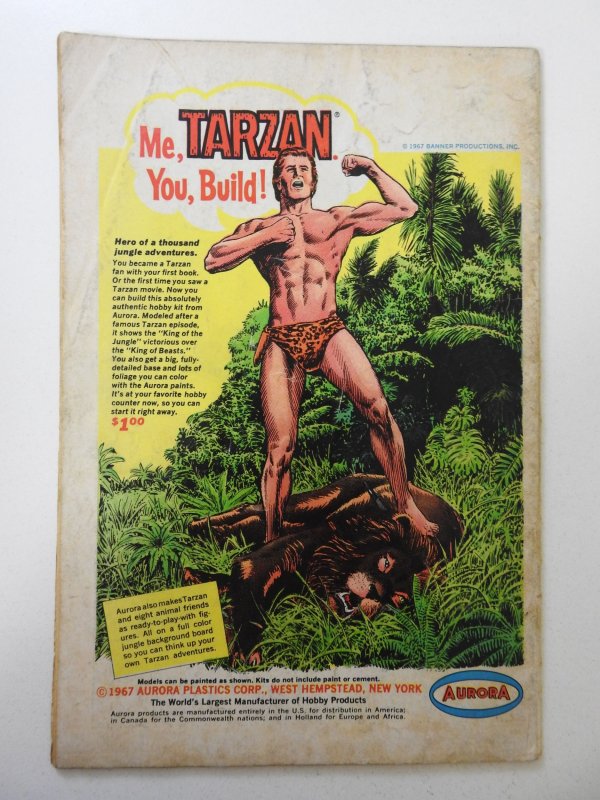 Me, TARZAN.®
You, Build!
© 1967 BANNER PRODUCTIONS, INC.
Hero of a thousand
jungle adventures.
You became a Tarzan
fan with your first book.
Or the first time you saw a
Tarzan movie. Now you
can build this absolutely
authentic hobby kit from
Aurora. Modeled after a
famous Tarzan episode,
it shows the "King of the
Jungle" victorious over
the "King of Beasts."
You also get a big, fully-
detailed base and lots of
foliage you can color
with the Aurora paints.
It's at your favorite hobby
counter now, so you can
start it right away.
$1.00
Aurora also makes Tarzan
and eight animal friends
as ready-to-play-with fig-
ures. All on a full color
jungle background board
so you can think up your
own Tarzan adventures.
Models can be painted as shown. Kits do not include paint or cement.
© 1967 AURORA PLASTICS CORP., WEST HEMPSTEAD, NEW YORK
The World's Largest Manufacturer of Hobby Products
Aurora products are manufactured entirely in the U.S. for distribution in America;
in Canada for the Commonwealth nations; and in Holland for Europe and Africa.
AURORA